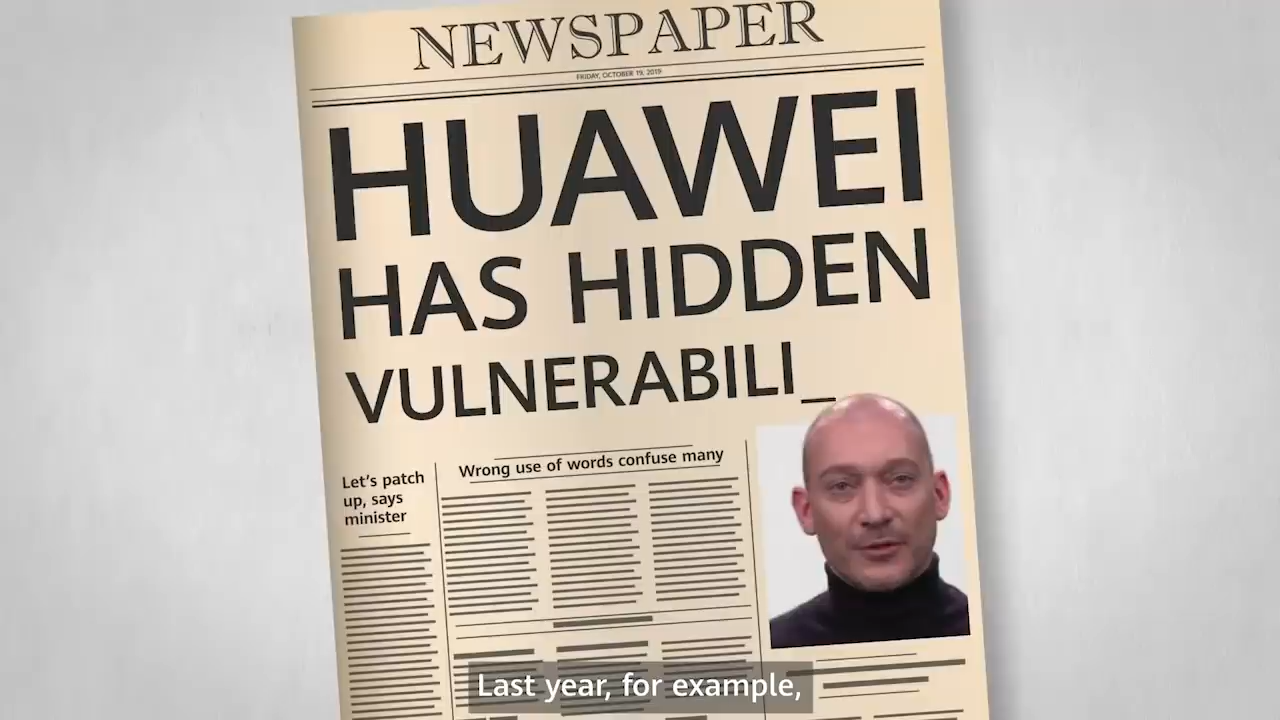 NEWSPAPER
FRIDAY, OCTOBER 19, 2019
HUAWEI
HAS HIDDEN
VULNERABILI_
Let's patch
up, says
minister
Wrong use of words confuse many
Last year, for example,